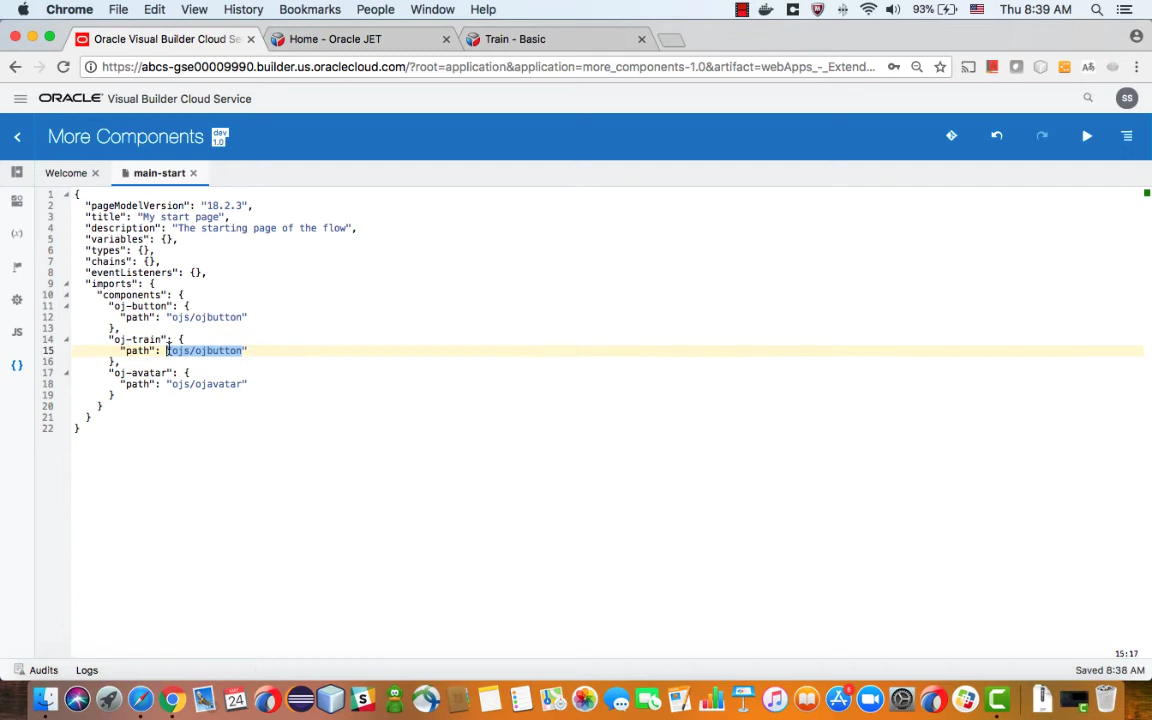 Chrome File Edit View History Bookmarks People Window Help 93% Thu 8:39 AM
Oracle Visual Builder Cloud Se Home - Oracle JET Train - Basic
https://abcs-gse00009990.builder.us.oraclecloud.com/?root=application&application=more_components-1.0&artifact=webApps_-_Extend...
ORACLE® Visual Builder Cloud Service SS
More Components dev 1.0
Welcome main-start
1 {
2 "pageModelVersion": "18.2.3",
3 "title": "My start page",
4 "description": "The starting page of the flow",
5 "variables": {},
6 "types": {},
7 "chains": {},
8 "eventListeners": {},
9 "imports": {
10 "components": {
11 "oj-button": {
12 "path": "ojs/ojbutton"
13 },
14 "oj-train": {
15 "path": "ojs/ojbutton"
16 },
17 "oj-avatar": {
18 "path": "ojs/ojavatar"
19 }
20 }
21 }
22 }
(x)
JS
{}
15:17
Audits Logs Saved 8:38 AM